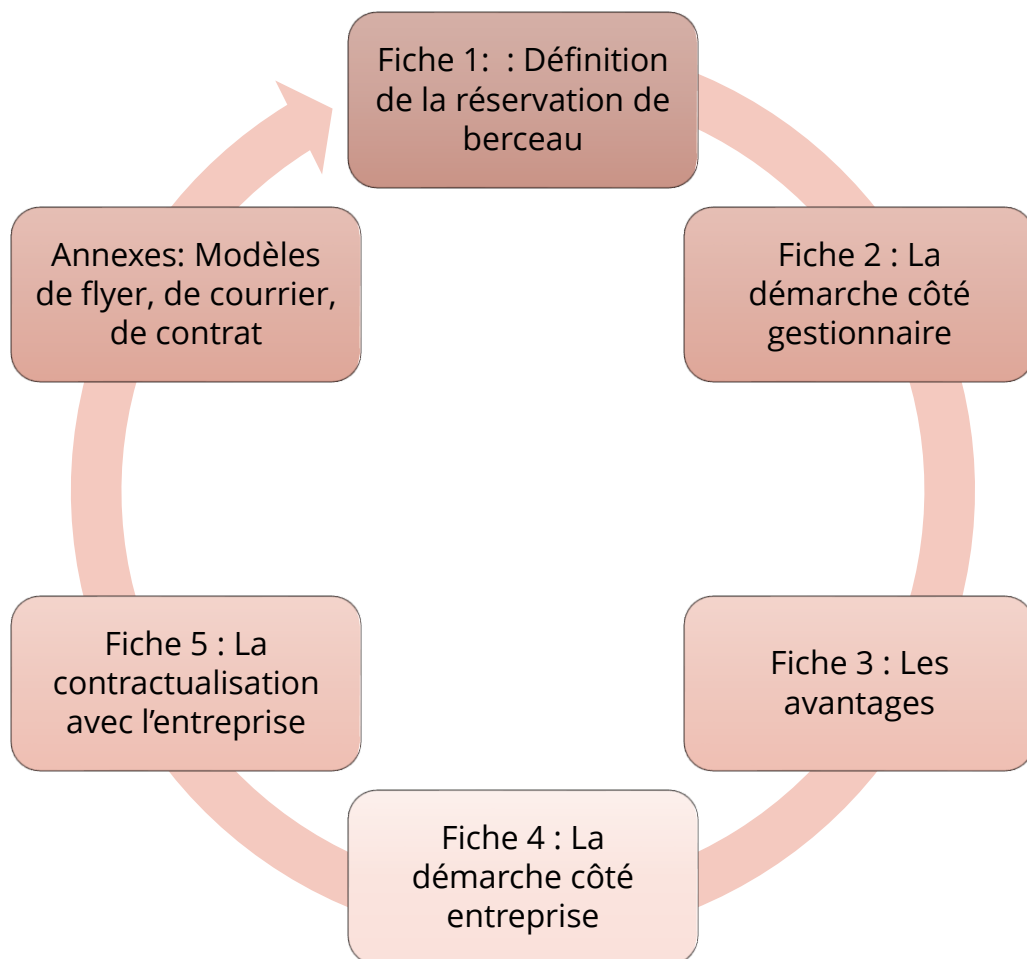 Fiche 1:  : Définition
de la réservation de
berceau
Fiche 2 : La
démarche côté
gestionnaire
Fiche 3 : Les
avantages
Fiche 4 : La
démarche côté
entreprise
Fiche 5 : La
contractualisation
avec l’entreprise
Annexes: Modèles
de flyer, de courrier,
de contrat